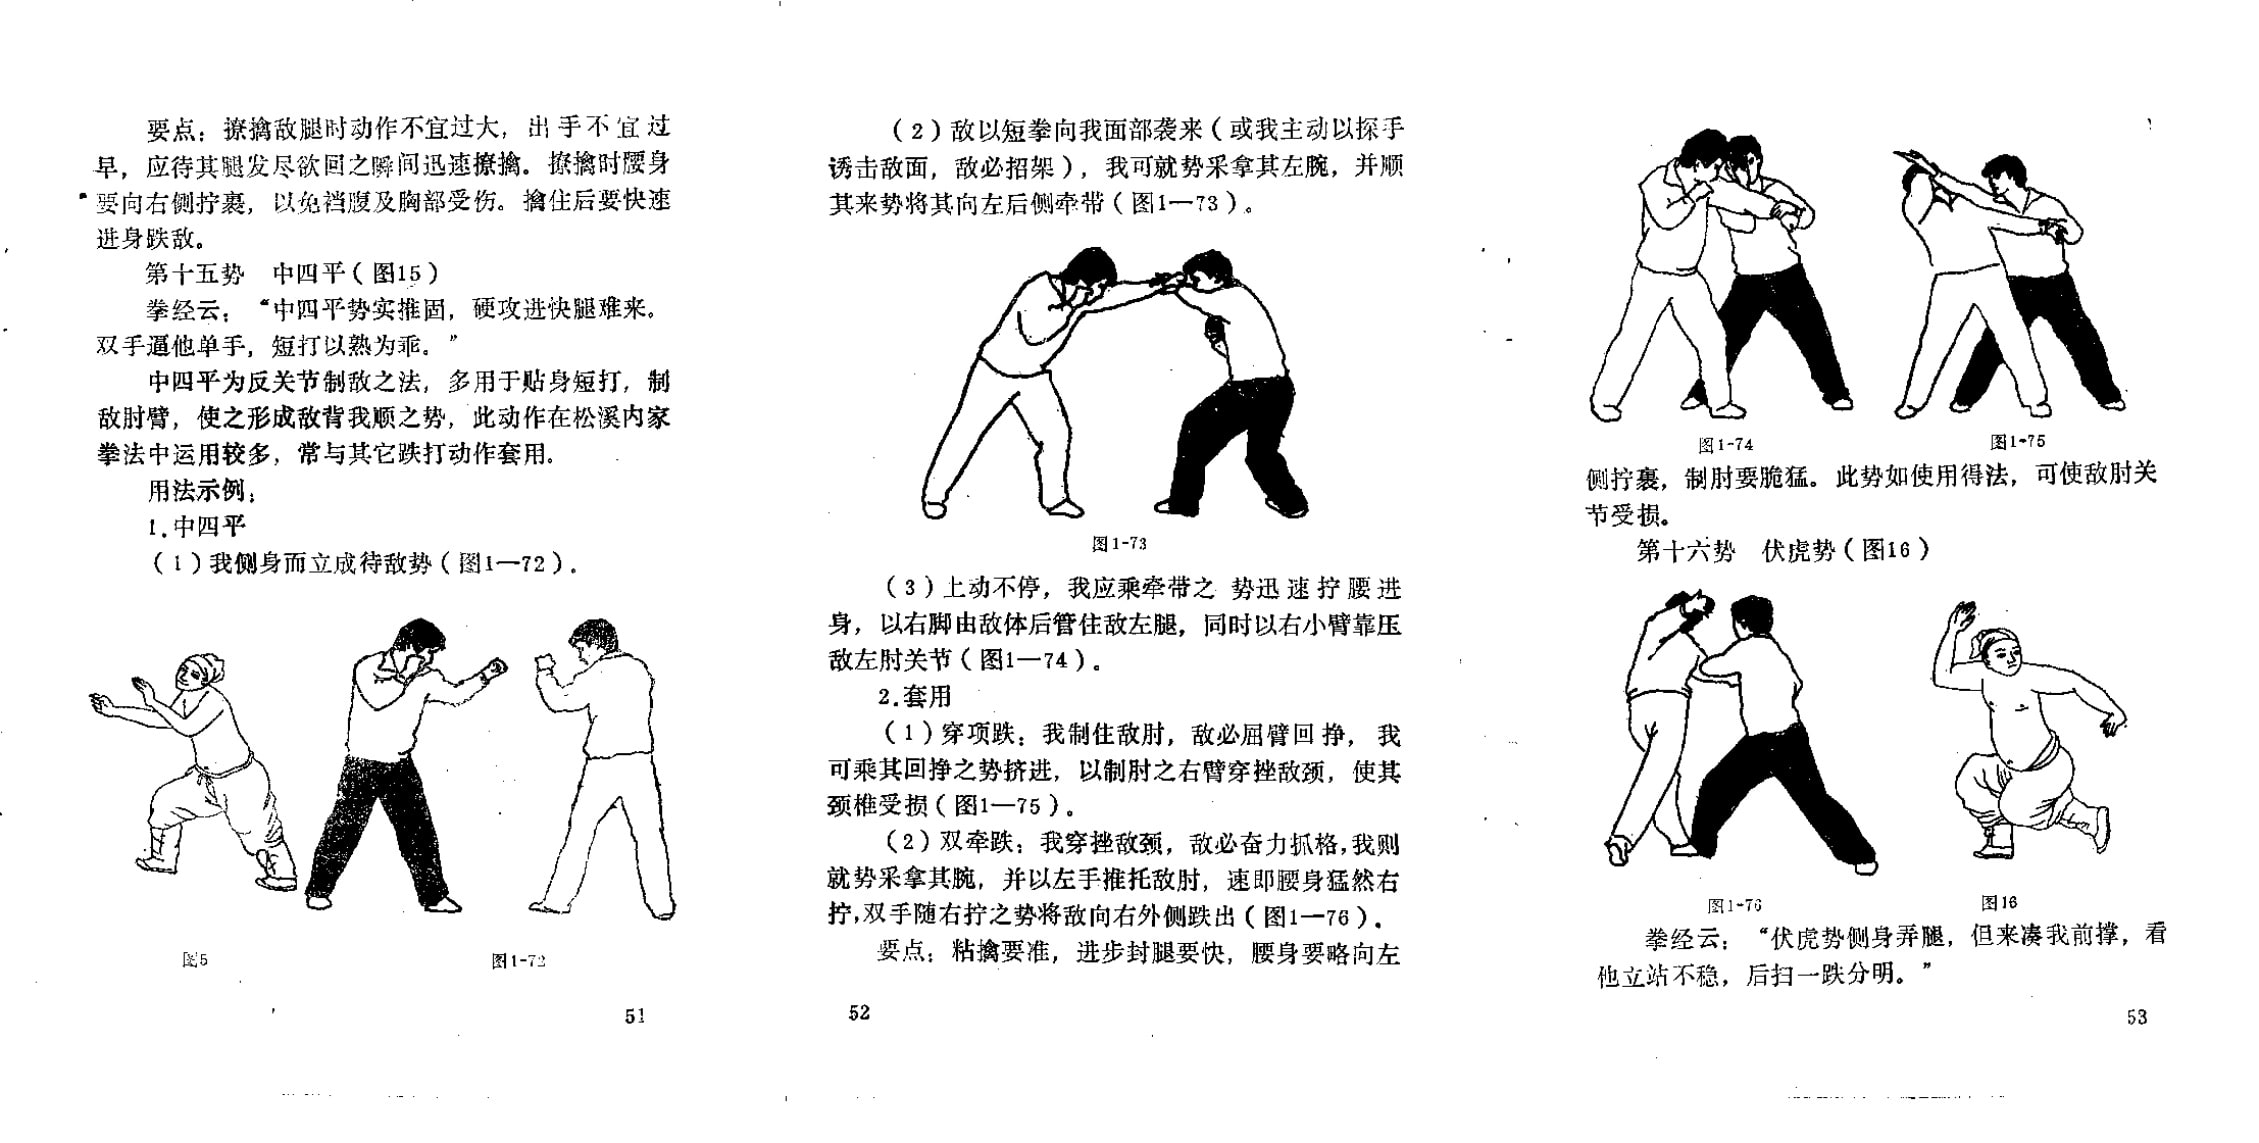 要点：撩擒敌腿时动作不宜过大，出手不宜过
早，应待其腿发尽欲回之瞬间迅速撩擒。撩擒时腰身
要向右侧拧裹，以免裆腹及胸部受伤。擒住后要快速
进身跌敌。
第十五势　中四平（图15）
拳经云：“中四平势实推固，硬攻进快腿难来。
双手逼他单手，短打以熟为乖。”
中四平为反关节制敌之法，多用于贴身短打，制
敌肘臂，使之形成敌背我顺之势，此动作在松溪内家
拳法中运用较多，常与其它跌打动作套用。
用法示例：
1.中四平
（1）我侧身而立成待敌势（图1—72）.
图5
图1-72
51
（2）敌以短拳向我面部袭来（或我主动以探手
诱击敌面，敌必招架），我可就势采拿其左腕，并顺
其来势将其向左后侧牵带（图1—73）。
图1-73
（3）上动不停，我应乘牵带之 势迅速拧腰进
身，以右脚由敌体后管住敌左腿，同时以右小臂靠压
敌左肘关节（图1—74）.
2.套用
（1）穿项跌：我制住敌肘，敌必屈臂回挣，我
可乘其回挣之势挤进，以制肘之右臂穿挫敌颈，使其
颈椎受损（图1—75）.
（2）双牵跌：我穿挫敌颈，敌必奋力抓格,我则
就势采拿其腕，并以左手推托敌肘，速即腰身猛然右
拧,双手随右拧之势将敌向右外侧跌出（图1—76）.
要点：粘擒要准，进步封腿要快，腰身要略向左
52
图1-74
图1-75
侧拧裹，制肘要脆猛。此势如使用得法，可使敌肘关
节受损。
第十六势　伏虎势（图16）
图1-76
图16
拳经云：“伏虎势侧身弄腿，但来凑我前撑，看
他立站不稳，后扫一跌分明。”
53